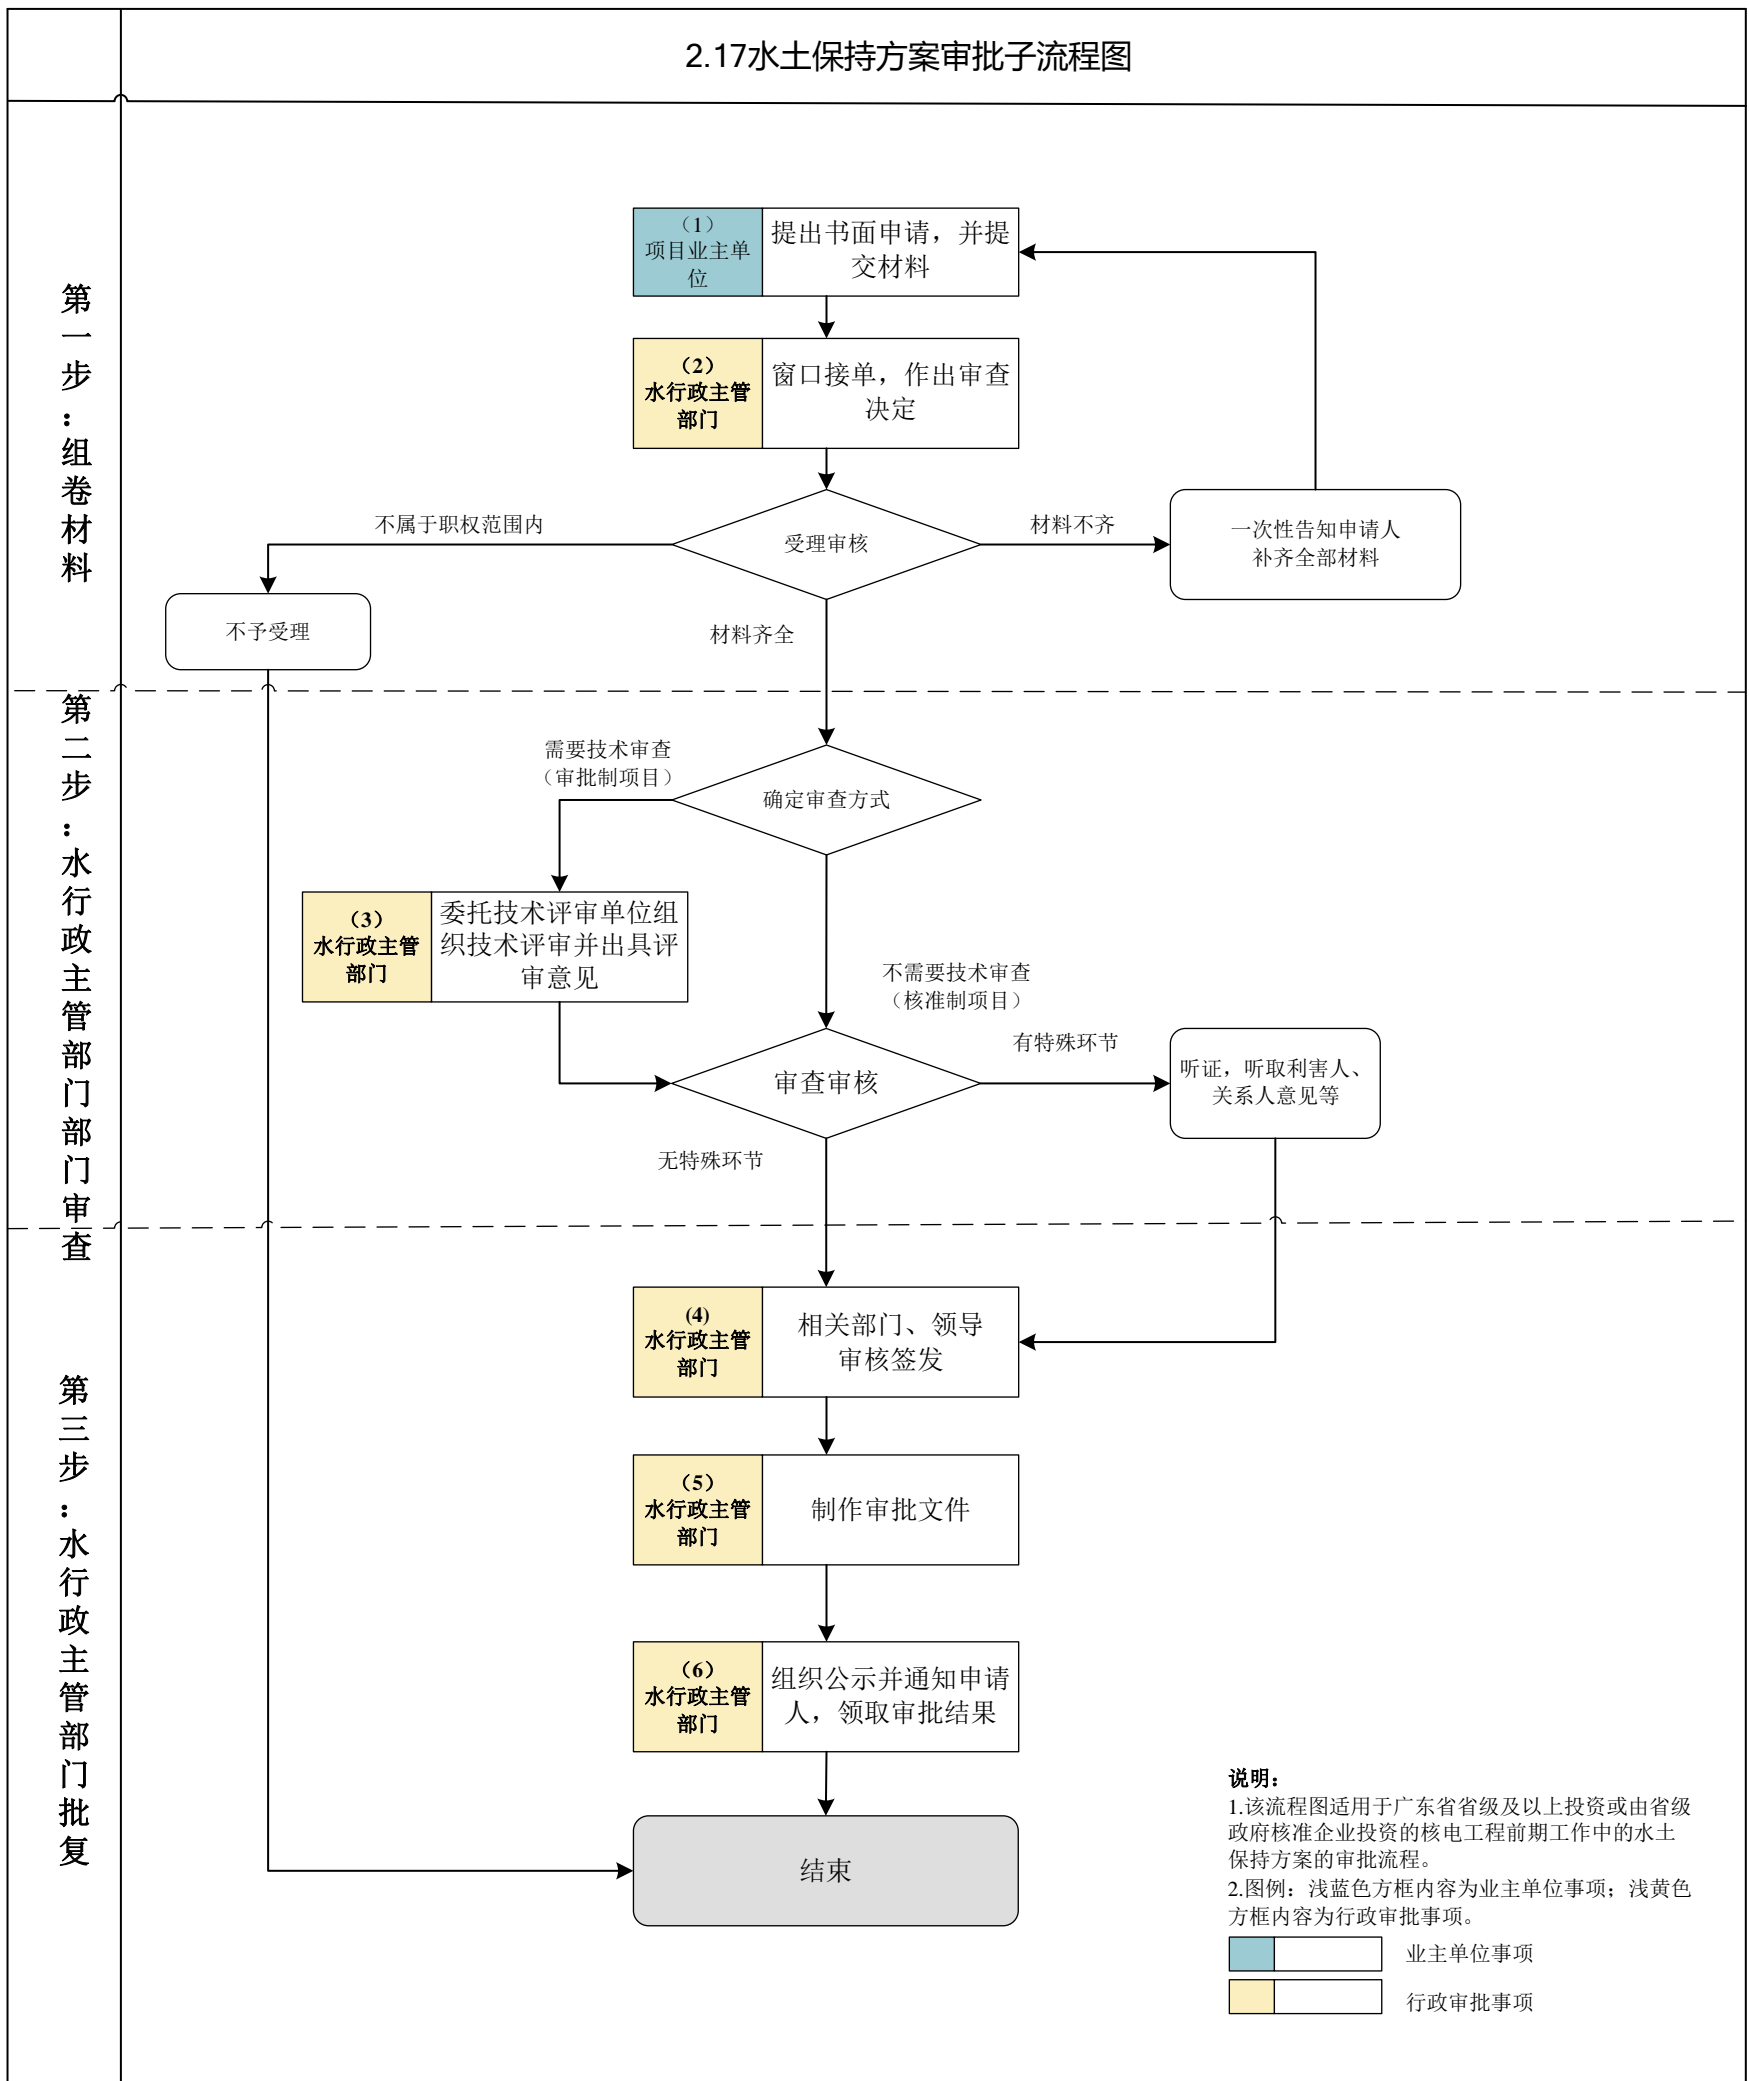 2.17水土保持方案审批子流程图
第一步：组卷材料
（1）
项目业主单
位
提出书面申请，并提
交材料
（2）
水行政主管
部门
窗口接单，作出审查
决定
不属于职权范围内
受理审核
材料不齐
一次性告知申请人
补齐全部材料
不予受理
材料齐全
第二步：水行政主管部门部门审查
需要技术审查
（审批制项目）
确定审查方式
（3）
水行政主管
部门
委托技术评审单位组
织技术评审并出具评
审意见
不需要技术审查
（核准制项目）
有特殊环节
审查审核
听证，听取利害人、
关系人意见等
无特殊环节
第三步：水行政主管部门批复
(4)
水行政主管
部门
相关部门、领导
审核签发
（5）
水行政主管
部门
制作审批文件
（6）
水行政主管
部门
组织公示并通知申请
人，领取审批结果
结束
说明：
1.该流程图适用于广东省省级及以上投资或由省级
政府核准企业投资的核电工程前期工作中的水土
保持方案的审批流程。
2.图例：浅蓝色方框内容为业主单位事项；浅黄色
方框内容为行政审批事项。
业主单位事项
行政审批事项